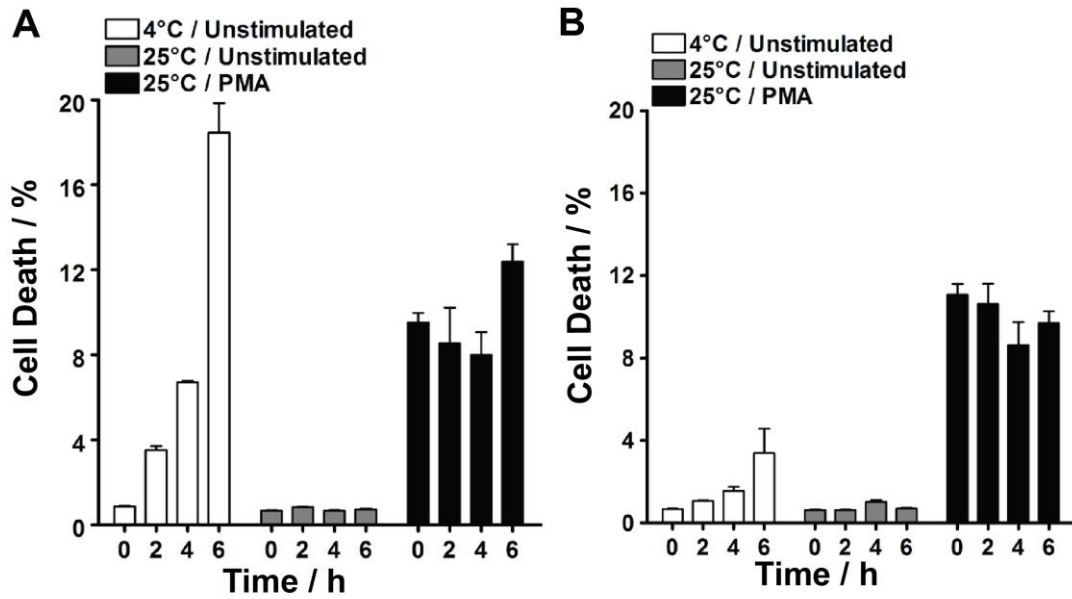 A
4°C / Unstimulated
25°C / Unstimulated
25°C / PMA
20
16
12
8
4
0
Cell Death / %
0 2 4 6 0 2 4 6 0 2 4 6
Time / h
B
4°C / Unstimulated
25°C / Unstimulated
25°C / PMA
20
16
12
8
4
0
Cell Death / %
0 2 4 6 0 2 4 6 0 2 4 6
Time / h